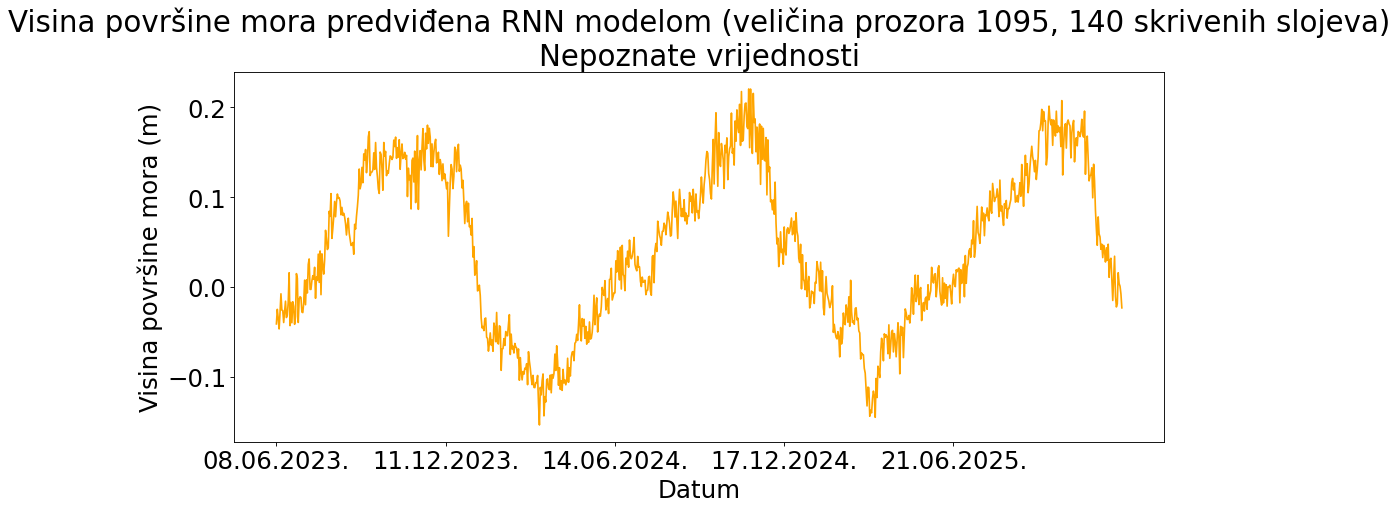 Visina površine mora predviđena RNN modelom (veličina prozora 1095, 140 skrivenih slojeva)
Nepoznate vrijednosti
Visina površine mora (m)
0.2
0.1
0.0
−0.1
08.06.2023. 11.12.2023. 14.06.2024. 17.12.2024. 21.06.2025.
Datum